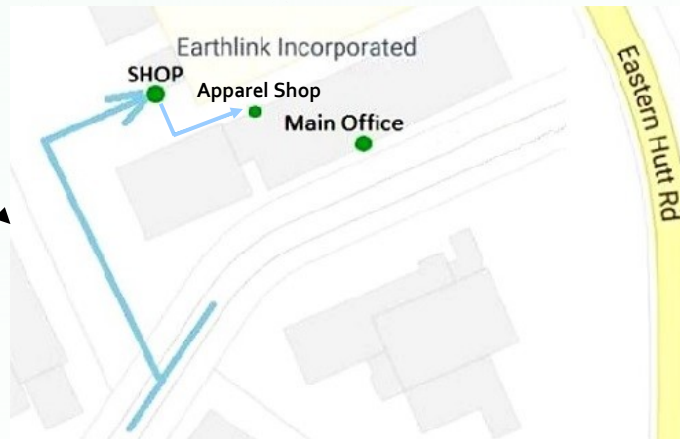 Earthlink Incorporated
SHOP
Apparel Shop
Main Office
Eastern Hutt Rd